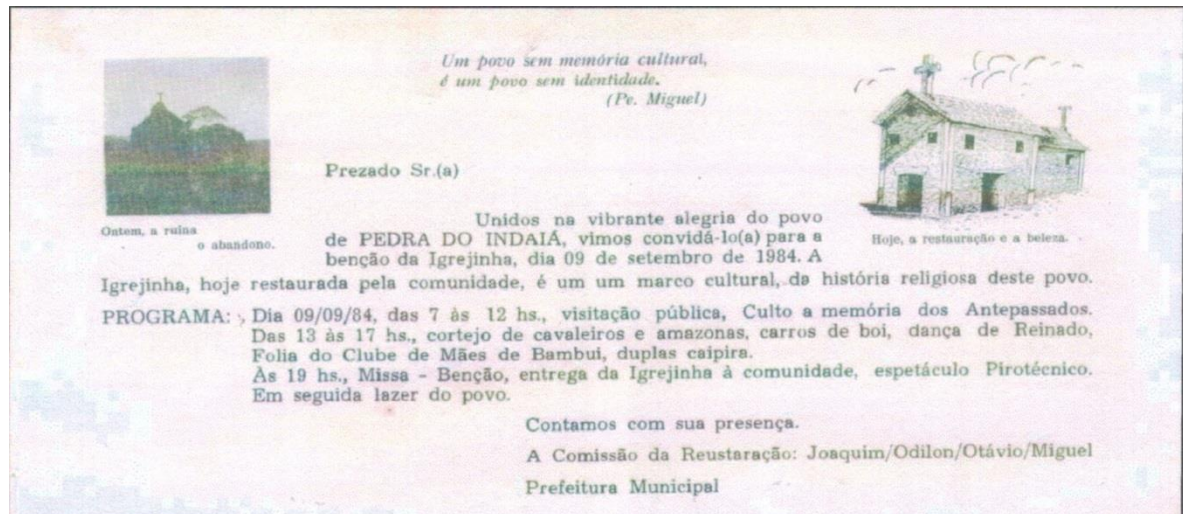 Um povo sem memória cultural,
é um povo sem identidade.
(Pe. Miguel)
Ontem, a ruina
o abandono.
Hoje, a restauração e a beleza.
Prezado Sr.(a)
Unidos na vibrante alegria do povo
de PEDRA DO INDAIÁ, vimos convidá-lo(a) para a
benção da Igrejinha, dia 09 de setembro de 1984. A
Igrejinha, hoje restaurada pela comunidade, é um um marco cultural, da história religiosa deste povo.
PROGRAMA: Dia 09/09/84, das 7 às 12 hs., visitação pública, Culto a memória dos Antepassados.
Das 13 às 17 hs., cortejo de cavaleiros e amazonas, carros de boi, dança de Reinado,
Folia do Clube de Mães de Bambui, duplas caipira.
Às 19 hs., Missa - Benção, entrega da Igrejinha à comunidade, espetáculo Pirotécnico.
Em seguida lazer do povo.
Contamos com sua presença.
A Comissão da Reustaração: Joaquim/Odilon/Otávio/Miguel
Prefeitura Municipal